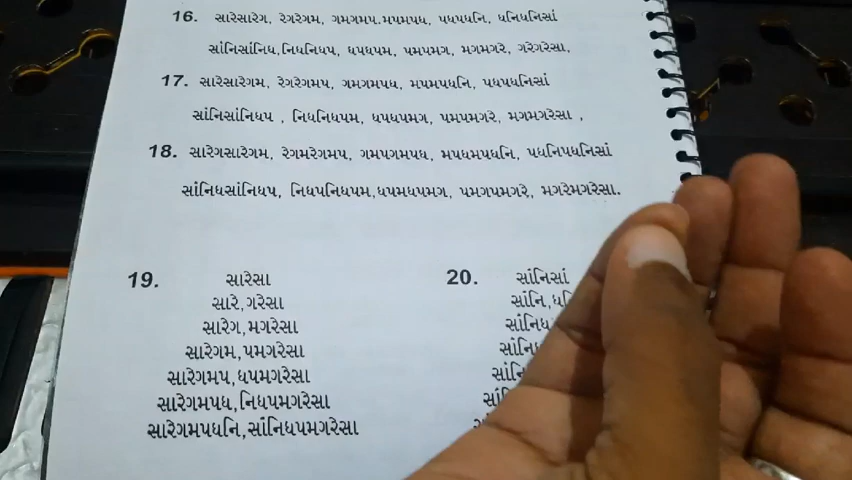 16. સારેસારેગ, રેગરેગમ, ગમગમપ.મપમપધ, પધપધનિ, ધનિધનિસાં
સાંનિસાંનિધ,નિધનિધપ, ધપધપમ, પમપમગ, મગમગરે, ગરેગરેસા.
17. સારેસારેગમ, રેગરેગમપ, ગમગમપધ, મપમપધનિ, પધપધનિસાં
સાંનિસાંનિધપ , નિધનિધપમ, ધપધપમગ, પમપમગરે, મગમગરેસા ,
18. સારેગસારેગમ, રેગમરેગમપ, ગમપગમપધ, મપધમપધનિ, પધનિપધનિસાં
સાંનિધસાંનિધપ, નિધપનિધપમ,ધપમધપમગ, પમગપમગરે, મગરેમગરેસા.
19. સારેસા
સારે,ગરેસા
સારેગ,મગરેસા
સારેગમ,પમગરેસા
સારેગમપ,ધપમગરેસા
સારેગમપધ,નિધપમગરેસા
સારેગમપધનિ,સાંનિધપમગરેસા
20. સાંનિસાં
સાંનિ,
સાંનિધ